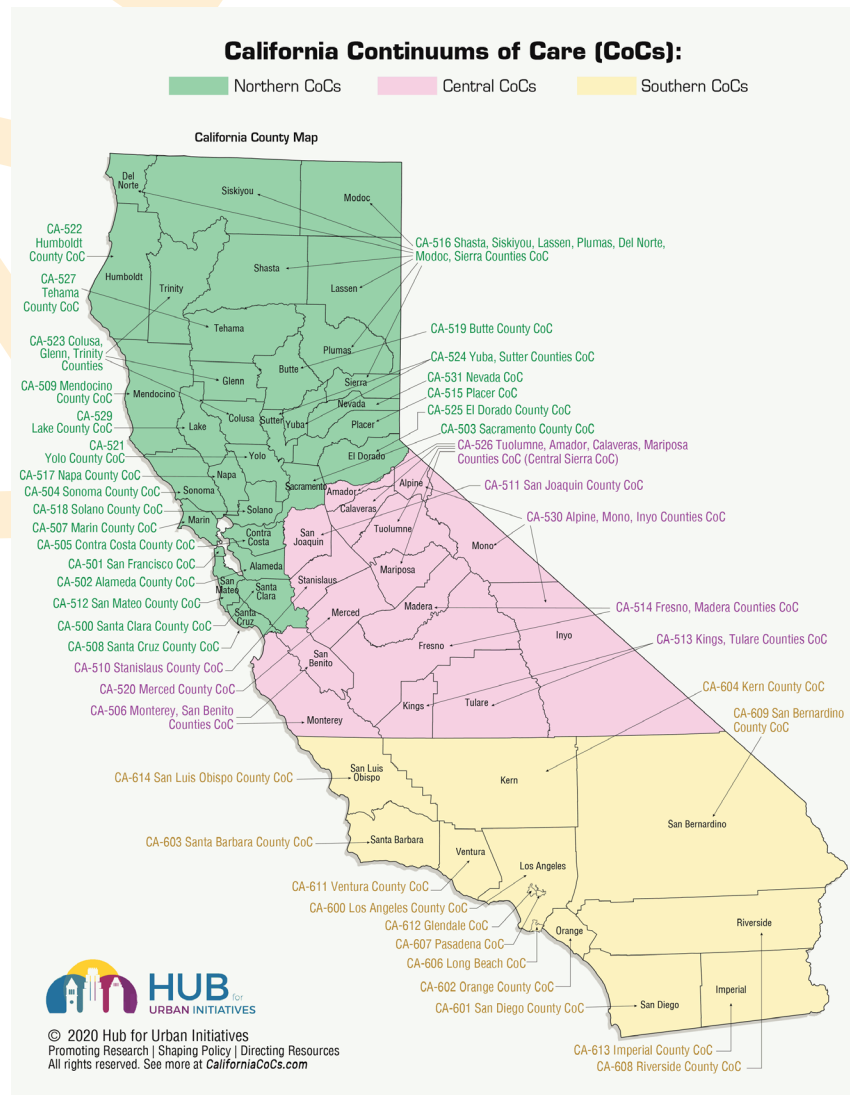 California Continuums of Care (CoCs):
Northern CoCs
Central CoCs
Southern CoCs
California County Map
Del
Norte
Siskiyou
Modoc
CA-522
Humboldt
County CoC
CA-516 Shasta, Siskiyou, Lassen, Plumas, Del Norte,
Modoc, Sierra Counties CoC
Humboldt
Trinity
Shasta
Lassen
CA-527
Tehama
County CoC
Tehama
Plumas
CA-519 Butte County CoC
CA-523 Colusa,
Glenn, Trinity
Counties
CA-524 Yuba, Sutter Counties CoC
Butte
Glenn
Sierra
CA-531 Nevada CoC
CA-509 Mendocino
County CoC
Mendocino
CA-515 Placer CoC
Nevada
CA-525 El Dorado County CoC
CA-529
Lake County CoC
Lake
Colusa
Sutter
Yuba
Placer
CA-503 Sacramento County CoC
CA-521
Yolo County CoC
Yolo
El Dorado
CA-526 Tuolumne, Amador, Calaveras, Mariposa
Counties CoC (Central Sierra CoC)
CA-517 Napa County CoC
Napa
CA-504 Sonoma County CoC
Sonoma
Sacramento
Amador
Alpine
CA-511 San Joaquin County CoC
CA-518 Solano County CoC
Solano
Calaveras
CA-507 Marin County CoC
Marin
CA-530 Alpine, Mono, Inyo Counties CoC
Contra
Costa
San
Joaquin
Tuolumne
Mono
CA-505 Contra Costa County CoC
CA-501 San Francisco CoC
Alameda
Mariposa
CA-502 Alameda County CoC
San
Mateo
Santa
Clara
Stanislaus
CA-512 San Mateo County CoC
Merced
Madera
CA-514 Fresno, Madera Counties CoC
CA-500 Santa Clara County CoC
Santa
Cruz
Inyo
CA-513 Kings, Tulare Counties CoC
CA-508 Santa Cruz County CoC
Fresno
San
Benito
CA-510 Stanislaus County CoC
CA-520 Merced County CoC
CA-604 Kern County CoC
Kings
Tulare
CA-506 Monterey, San Benito
Counties CoC
Monterey
CA-609 San Bernardino
County CoC
San Luis
Obispo
CA-614 San Luis Obispo County CoC
Kern
San Bernardino
CA-603 Santa Barbara County CoC
Santa Barbara
Ventura
Los Angeles
CA-611 Ventura County CoC
CA-600 Los Angeles County CoC
CA-612 Glendale CoC
Orange
Riverside
CA-607 Pasadena CoC
CA-606 Long Beach CoC
CA-602 Orange County CoC
Imperial
CA-601 San Diego County CoC
San Diego
CA-613 Imperial County CoC
CA-608 Riverside County CoC
HUB for
URBAN INITIATIVES
© 2020 Hub for Urban Initiatives
Promoting Research | Shaping Policy | Directing Resources
All rights reserved. See more at CaliforniaCoCs.com